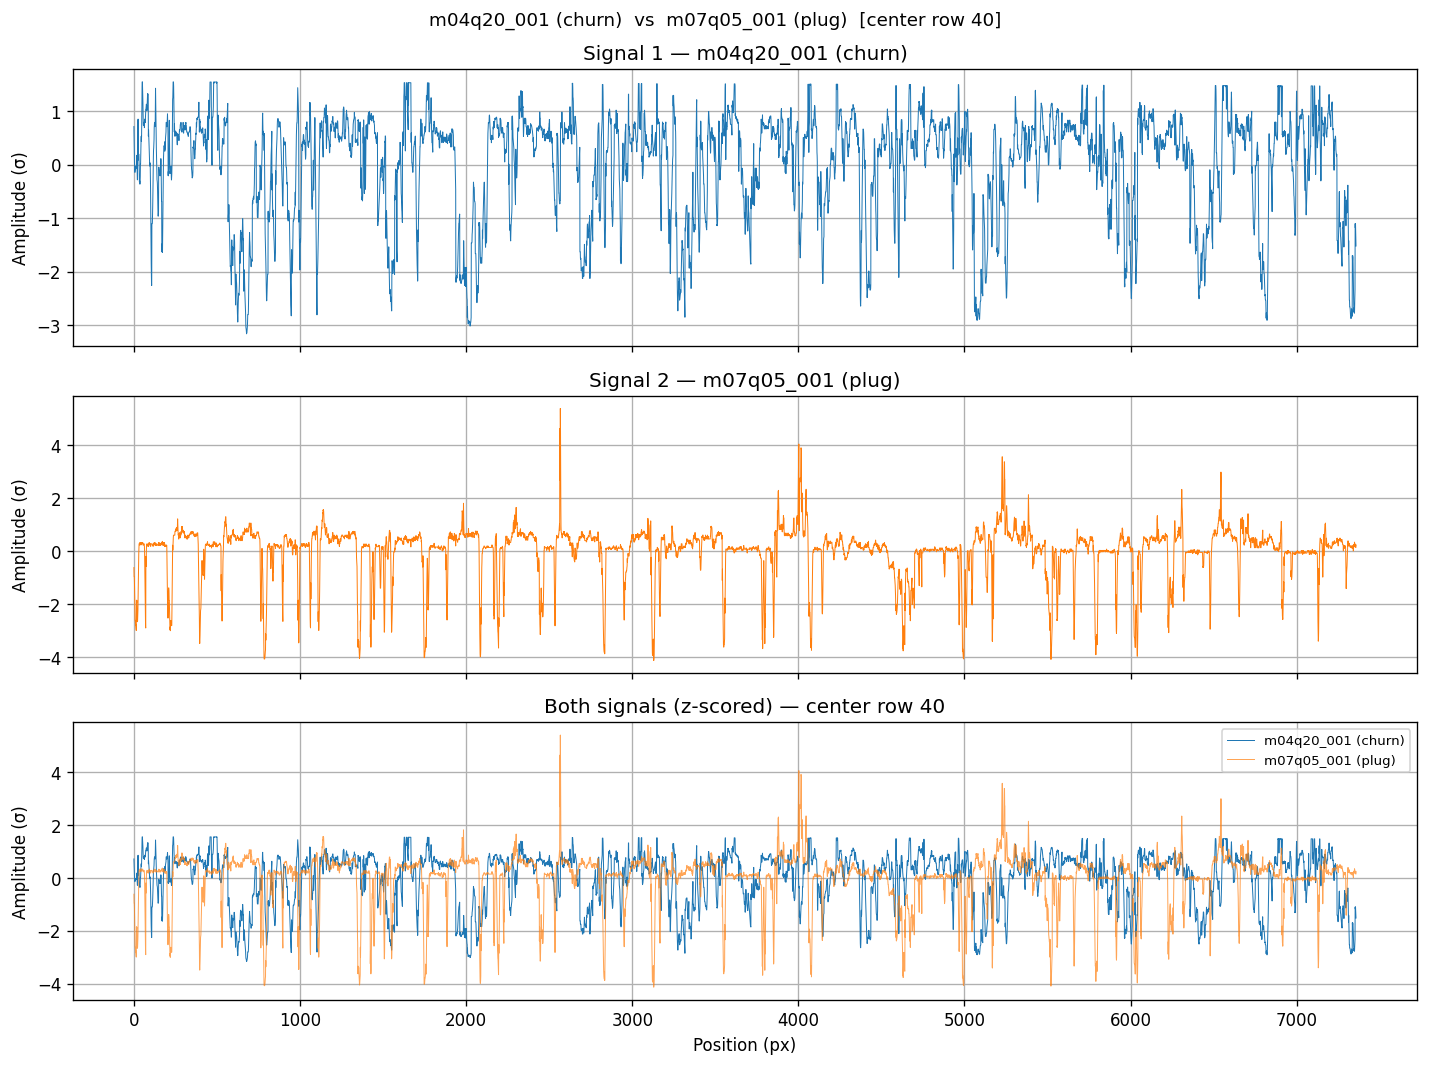 m04q20_001 (churn)  vs  m07q05_001 (plug)  [center row 40]
Signal 1 — m04q20_001 (churn)
Amplitude (σ)
1
0
−1
−2
−3
Signal 2 — m07q05_001 (plug)
Amplitude (σ)
4
2
0
−2
−4
Both signals (z-scored) — center row 40
Amplitude (σ)
4
2
0
−2
−4
m04q20_001 (churn)
m07q05_001 (plug)
0 1000 2000 3000 4000 5000 6000 7000
Position (px)